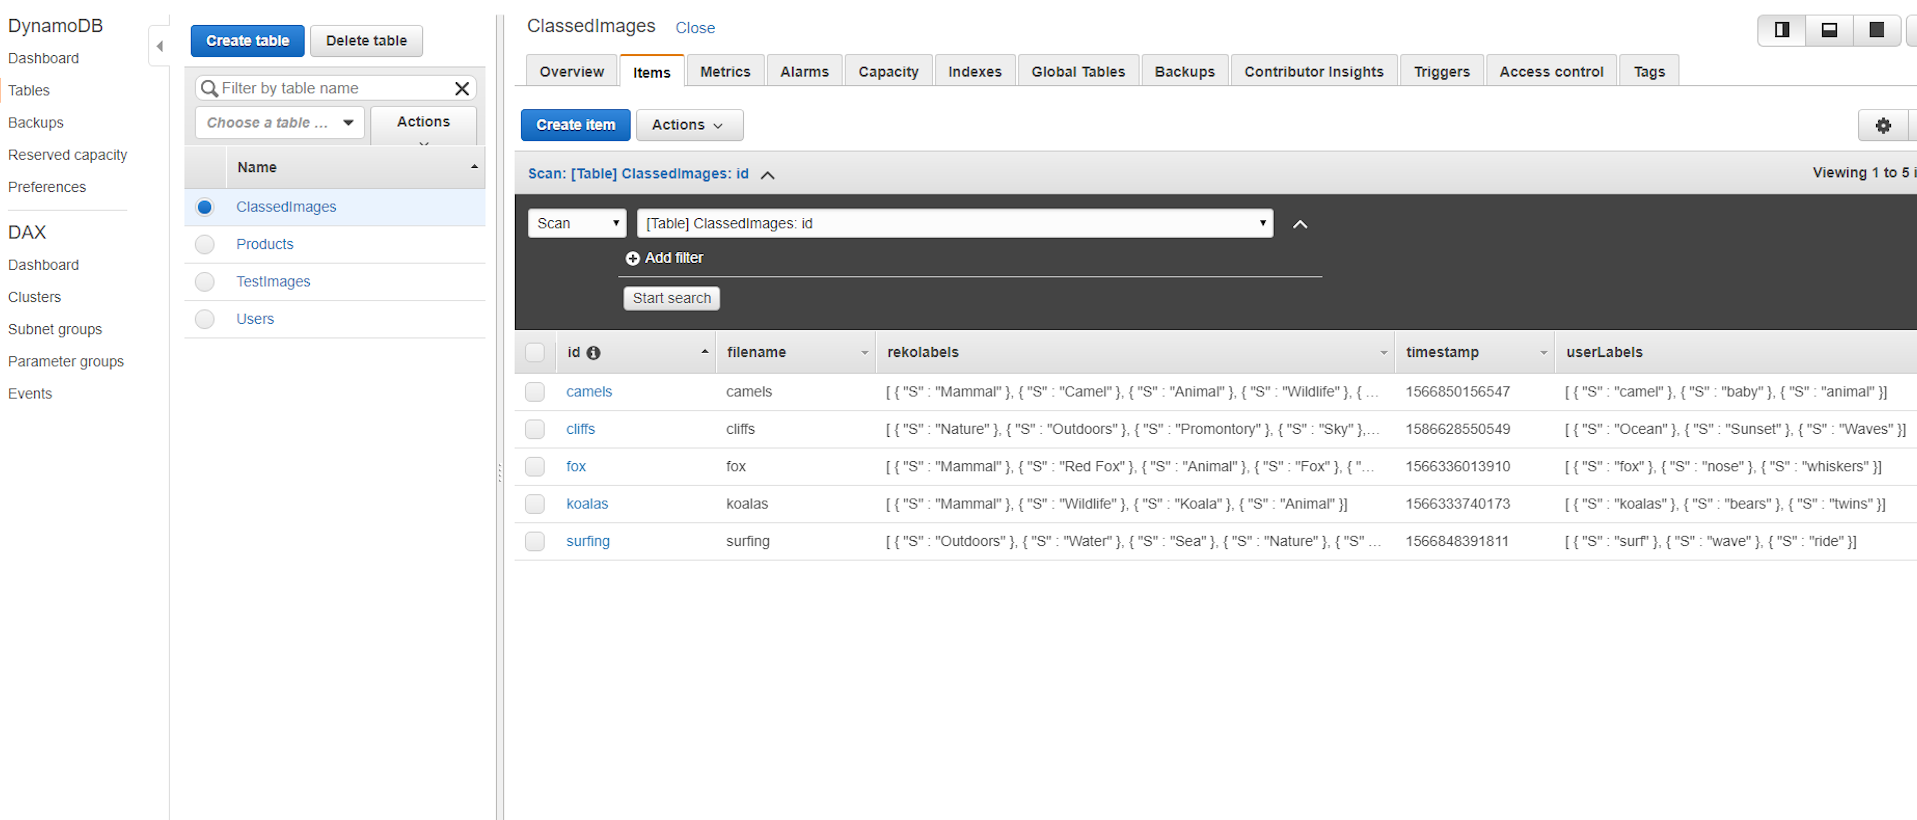 DynamoDB
Dashboard
Tables
Backups
Reserved capacity
Preferences
DAX
Dashboard
Clusters
Subnet groups
Parameter groups
Events
Create table
Delete table
Filter by table name
Choose a table ...
Actions
Name
ClassedImages
Products
TestImages
Users
ClassedImages Close
Overview Items Metrics Alarms Capacity Indexes Global Tables Backups Contributor Insights Triggers Access control Tags
Create item Actions
Scan: [Table] ClassedImages: id
Viewing 1 to 5 i
Scan [Table] ClassedImages: id
Add filter
Start search
id filename rekolabels timestamp userLabels
camels camels [ { "S" : "Mammal" }, { "S" : "Camel" }, { "S" : "Animal" }, { "S" : "Wildlife" }, { ... 1566850156547 [ { "S" : "camel" }, { "S" : "baby" }, { "S" : "animal" }]
cliffs cliffs [ { "S" : "Nature" }, { "S" : "Outdoors" }, { "S" : "Promontory" }, { "S" : "Sky" },... 1586628550549 [ { "S" : "Ocean" }, { "S" : "Sunset" }, { "S" : "Waves" }]
fox fox [ { "S" : "Mammal" }, { "S" : "Red Fox" }, { "S" : "Animal" }, { "S" : "Fox" }, { "... 1566336013910 [ { "S" : "fox" }, { "S" : "nose" }, { "S" : "whiskers" }]
koalas koalas [ { "S" : "Mammal" }, { "S" : "Wildlife" }, { "S" : "Koala" }, { "S" : "Animal" }] 1566333740173 [ { "S" : "koalas" }, { "S" : "bears" }, { "S" : "twins" }]
surfing surfing [ { "S" : "Outdoors" }, { "S" : "Water" }, { "S" : "Sea" }, { "S" : "Nature" }, { "S" ... 1566848391811 [ { "S" : "surf" }, { "S" : "wave" }, { "S" : "ride" }]